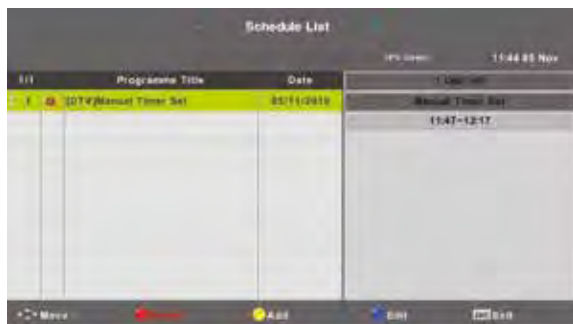 Schedule List
11:44 05 Nov
1/1 Programme Title Date
1 [DTV]Manual Timer Set 05/11/2010
Manual Timer Set
11:47~12:17
Move
Add
Edit
Exit